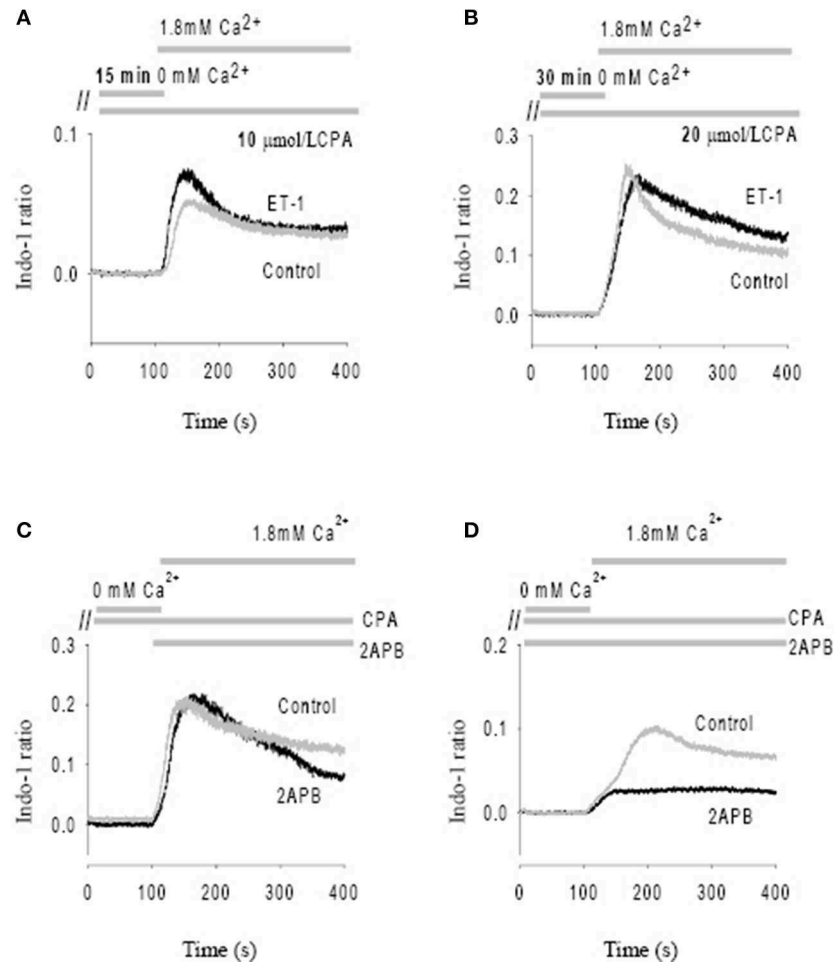 A
1.8mM Ca²⁺
15 min 0 mM Ca²⁺
//
10 μmol/LCPA
0.1
0.0
Indo-1 ratio
ET-1
Control
0 100 200 300 400
Time (s)
B
1.8mM Ca²⁺
30 min 0 mM Ca²⁺
//
20 μmol/LCPA
0.3
0.2
0.1
0.0
Indo-1 ratio
ET-1
Control
0 100 200 300 400
Time (s)
C
1.8mM Ca²⁺
0 mM Ca²⁺
//
CPA
2APB
0.3
0.2
0.1
0.0
Indo-1 ratio
Control
2APB
0 100 200 300 400
Time (s)
D
1.8mM Ca²⁺
0 mM Ca²⁺
//
CPA
2APB
0.2
0.1
0.0
Indo-1 ratio
Control
2APB
0 100 200 300 400
Time (s)